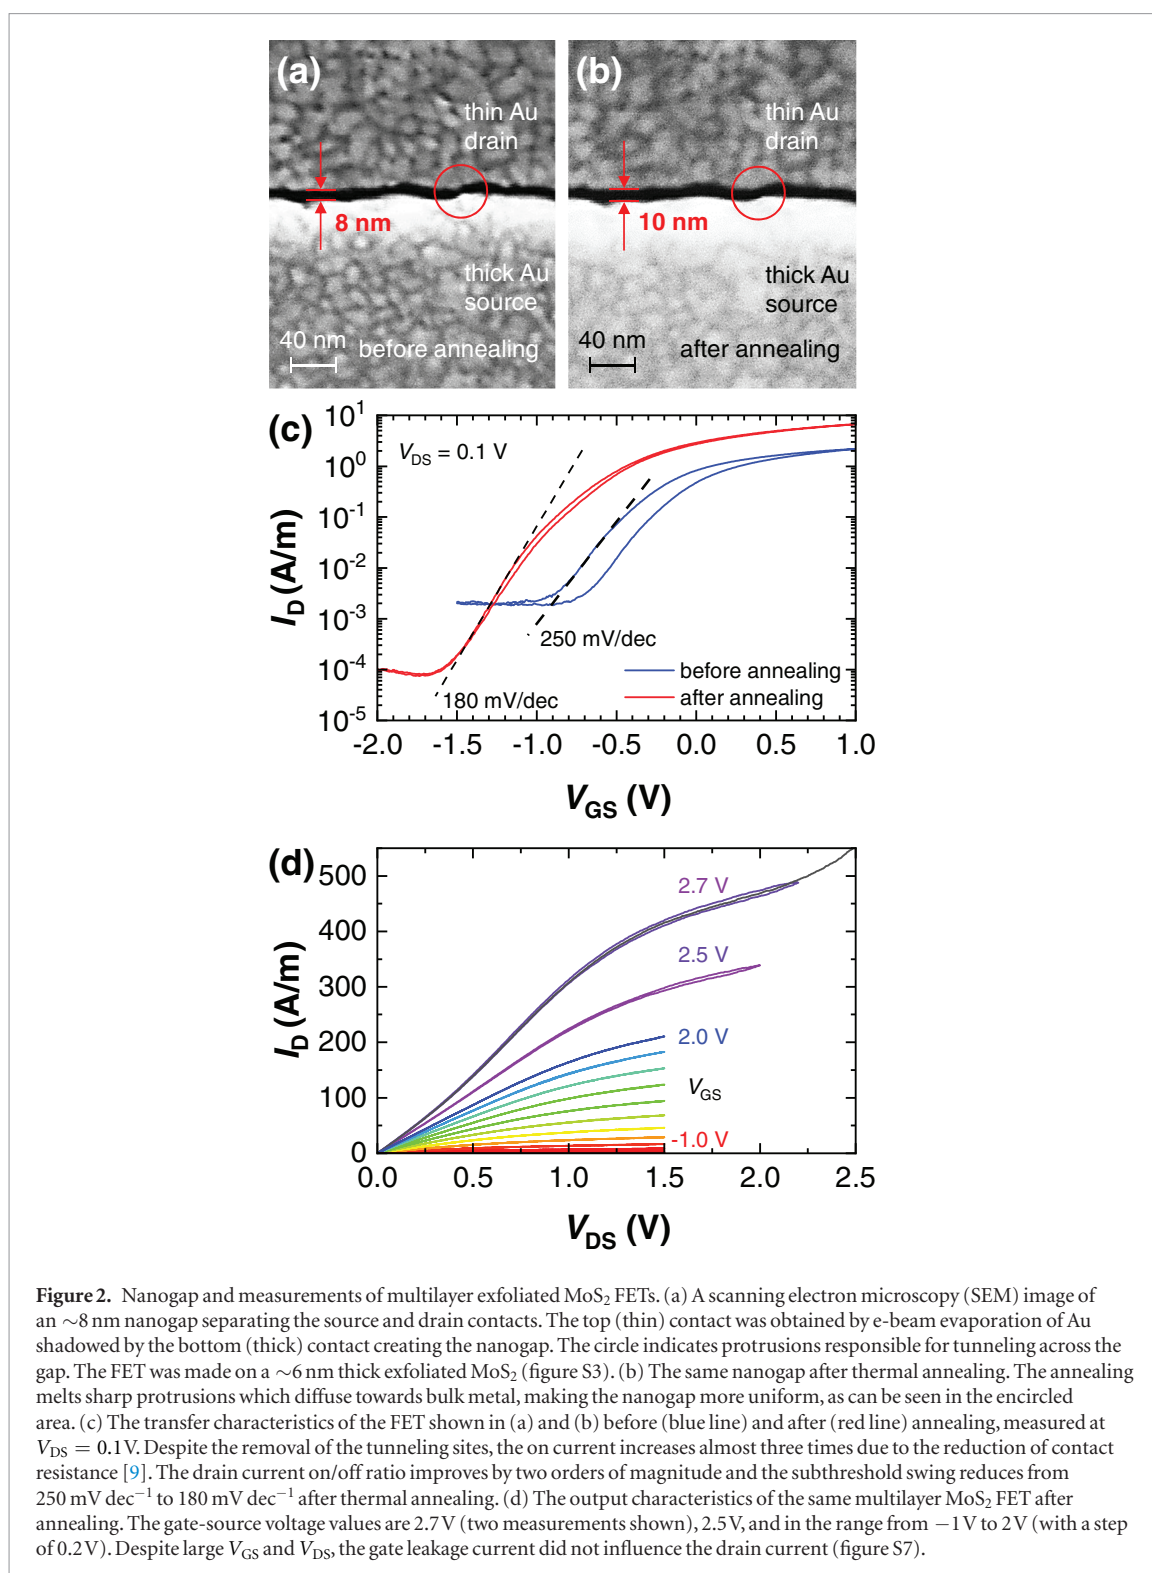 (a)
thin Au
drain
8 nm
thick Au
source
40 nm
before annealing
(b)
thin Au
drain
10 nm
thick Au
source
40 nm
after annealing
(c)
V_DS = 0.1 V
10^1
10^0
10^-1
10^-2
10^-3
10^-4
10^-5
I_D (A/m)
250 mV/dec
180 mV/dec
before annealing
after annealing
-2.0 -1.5 -1.0 -0.5 0.0 0.5 1.0
V_GS (V)
(d)
500
400
300
200
100
0
I_D (A/m)
2.7 V
2.5 V
2.0 V
V_GS
-1.0 V
0.0 0.5 1.0 1.5 2.0 2.5
V_DS (V)
Figure 2. Nanogap and measurements of multilayer exfoliated MoS2 FETs. (a) A scanning electron microscopy (SEM) image of
an ∼8 nm nanogap separating the source and drain contacts. The top (thin) contact was obtained by e-beam evaporation of Au
shadowed by the bottom (thick) contact creating the nanogap. The circle indicates protrusions responsible for tunneling across the
gap. The FET was made on a ∼6 nm thick exfoliated MoS2 (figure S3). (b) The same nanogap after thermal annealing. The annealing
melts sharp protrusions which diffuse towards bulk metal, making the nanogap more uniform, as can be seen in the encircled
area. (c) The transfer characteristics of the FET shown in (a) and (b) before (blue line) and after (red line) annealing, measured at
V_DS = 0.1V. Despite the removal of the tunneling sites, the on current increases almost three times due to the reduction of contact
resistance [9]. The drain current on/off ratio improves by two orders of magnitude and the subthreshold swing reduces from
250 mV dec−1 to 180 mV dec−1 after thermal annealing. (d) The output characteristics of the same multilayer MoS2 FET after
annealing. The gate-source voltage values are 2.7V (two measurements shown), 2.5V, and in the range from −1V to 2V (with a step
of 0.2V). Despite large V_GS and V_DS, the gate leakage current did not influence the drain current (figure S7).